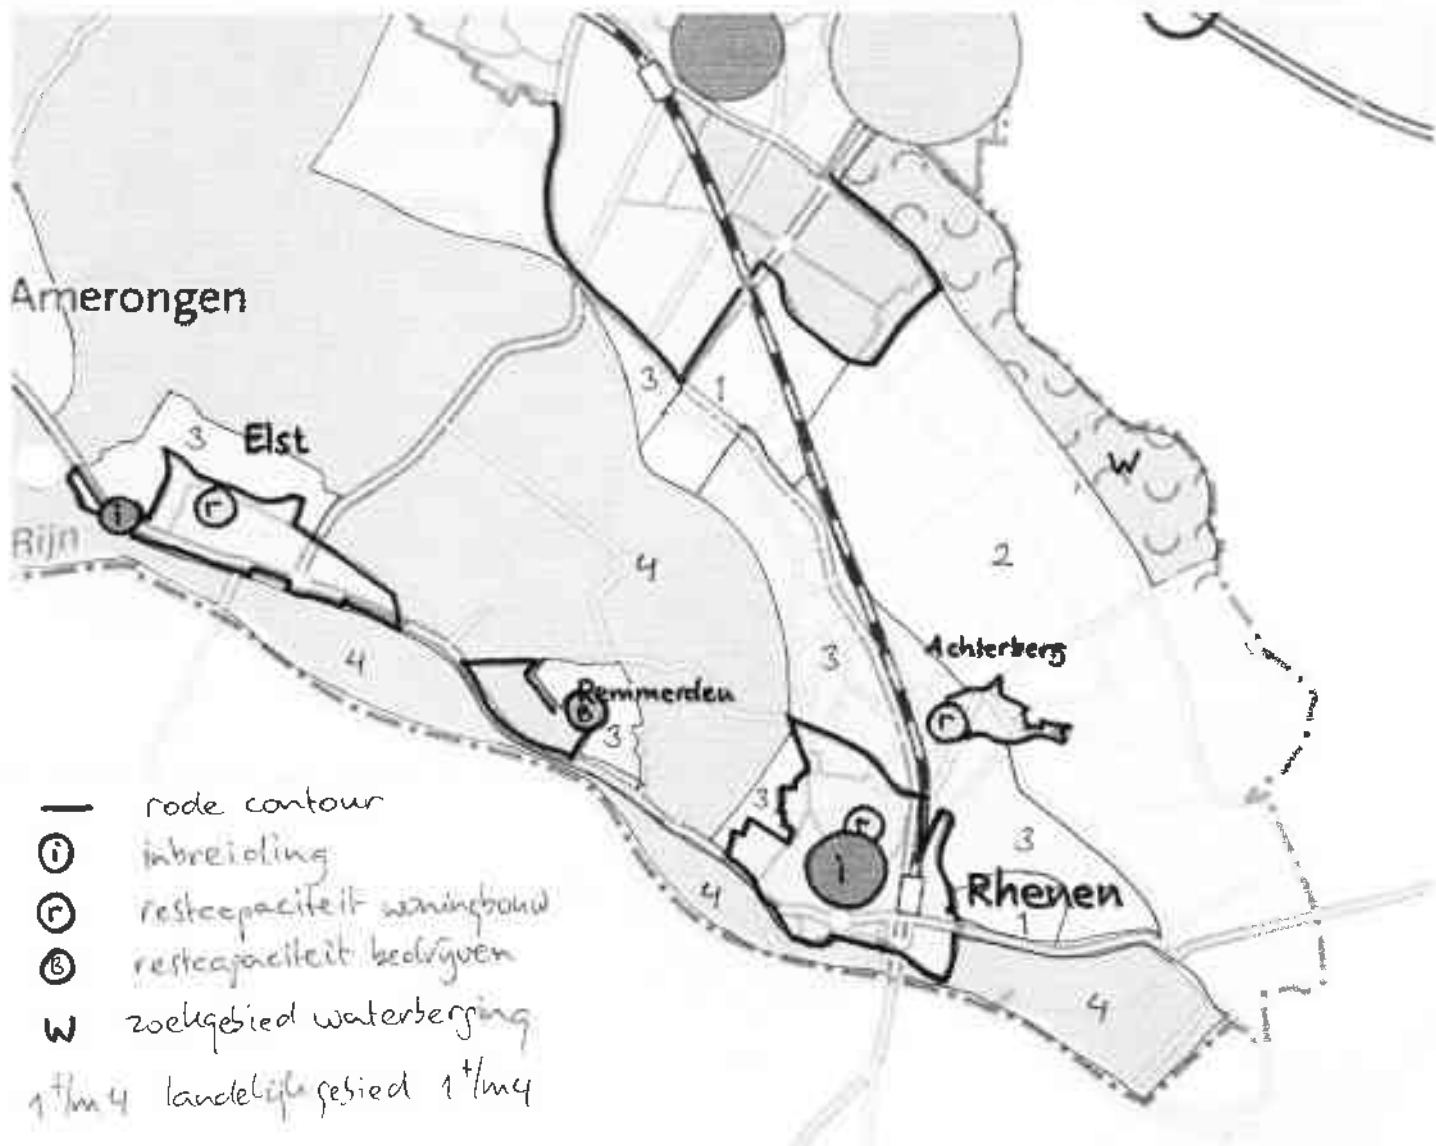 Amerongen
3
1
3
Elst
r
i
Rijn
W
2
4
4
3
Achterberg
Remmerden
B
3
r
3
r
i
3
Rhenen
1
4
4
rode contour
i inbreiding
r restcapaciteit woningbouw
B restcapaciteit bedrijven
W zoekgebied waterberging
1 t/m 4 landelijk gebied 1 t/m 4